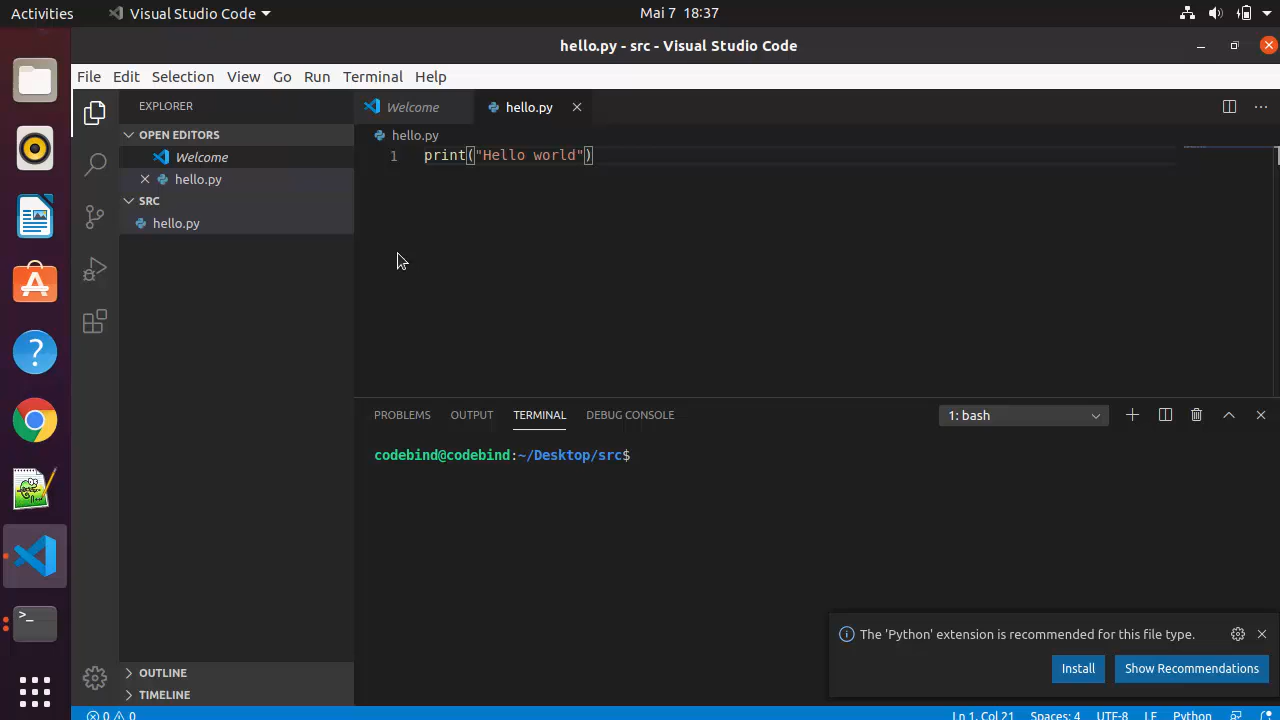 Activities
Visual Studio Code
Mai 7 18:37
hello.py - src - Visual Studio Code
File Edit Selection View Go Run Terminal Help
EXPLORER
OPEN EDITORS
Welcome
hello.py
SRC
hello.py
OUTLINE
TIMELINE
Welcome hello.py
hello.py
1 print("Hello world")
PROBLEMS OUTPUT TERMINAL DEBUG CONSOLE 1: bash
codebind@codebind:~/Desktop/src$
The 'Python' extension is recommended for this file type.
Install Show Recommendations
0 0 Ln 1, Col 21 Spaces: 4 UTF-8 LF Python